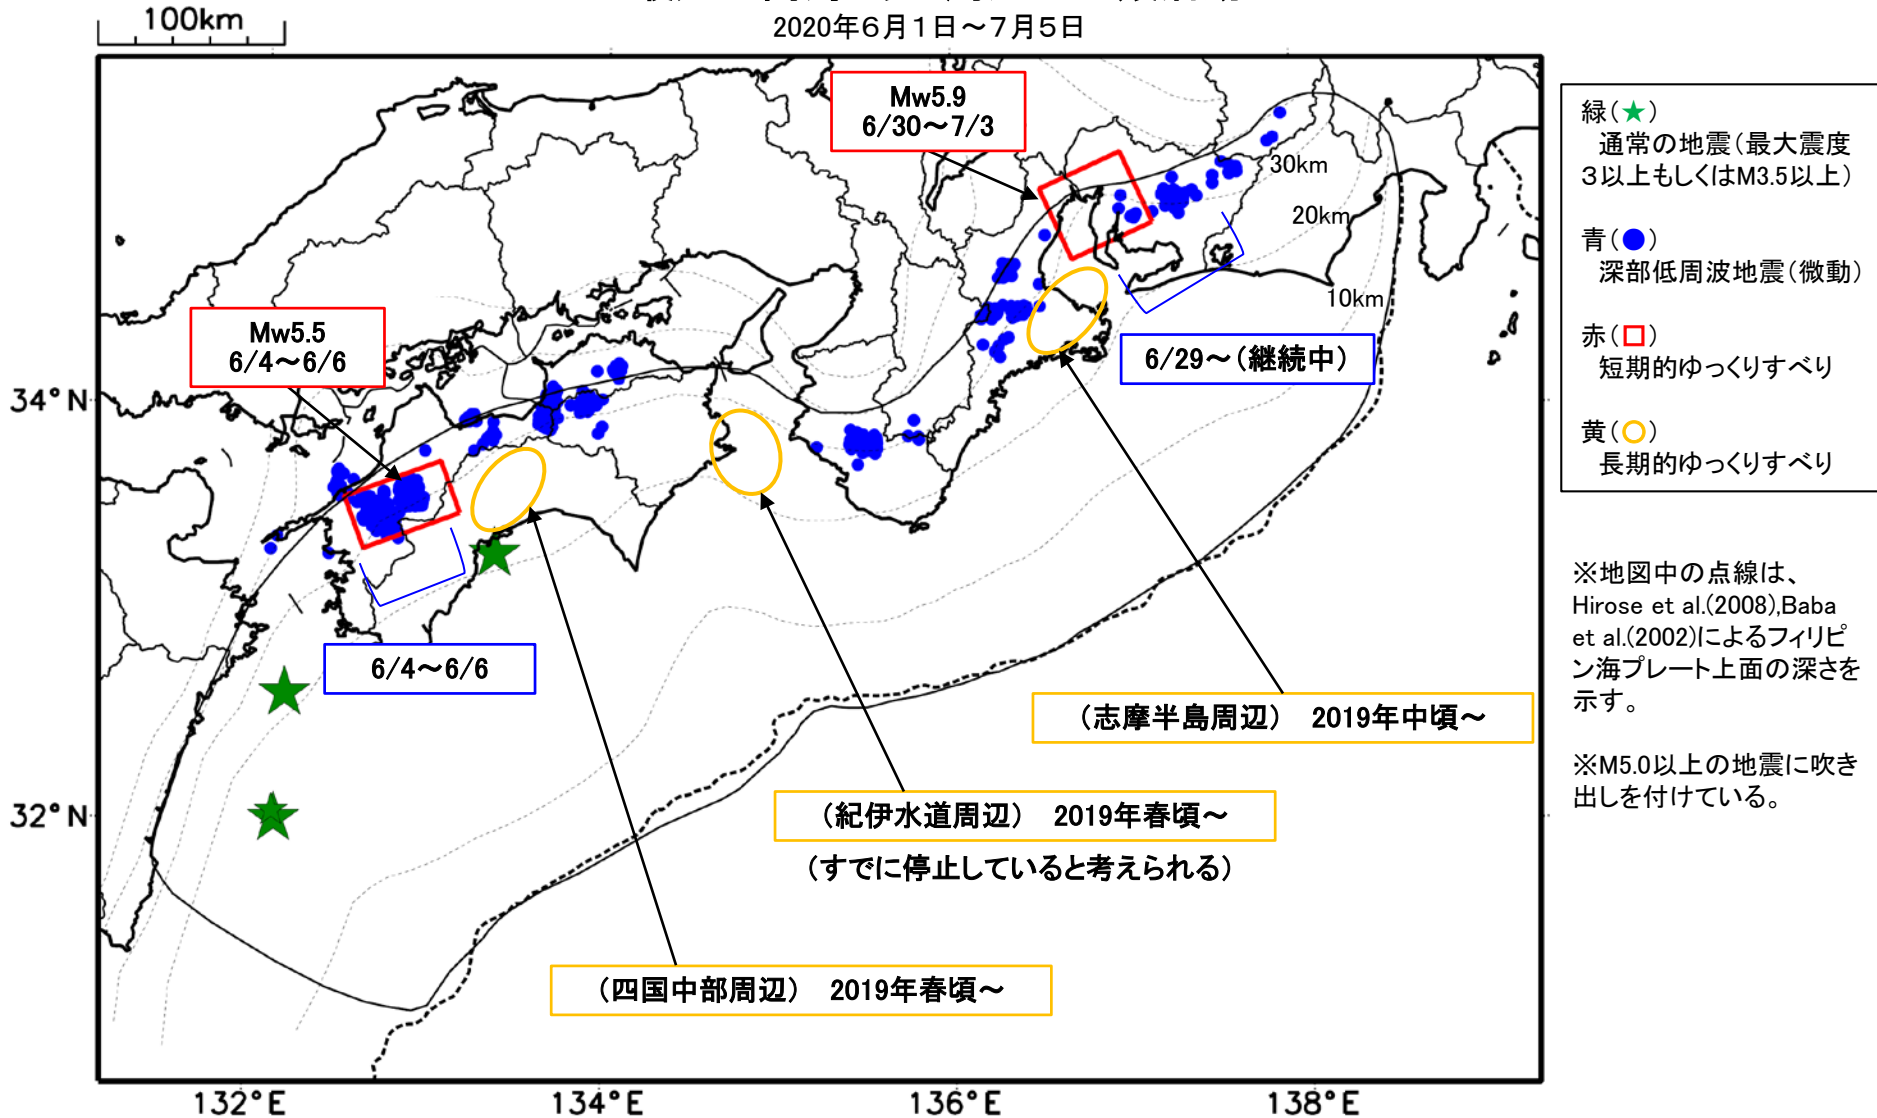 100km
2020年6月1日～7月5日
Mw5.9
6/30～7/3
30km
20km
10km
Mw5.5
6/4～6/6
6/29～(継続中)
34°N
6/4～6/6
(志摩半島周辺) 2019年中頃～
(紀伊水道周辺) 2019年春頃～
(すでに停止していると考えられる)
32°N
(四国中部周辺) 2019年春頃～
132°E
134°E
136°E
138°E
緑(★)
通常の地震(最大震度
3以上もしくはM3.5以上)
青(●)
深部低周波地震(微動)
赤(□)
短期的ゆっくりすべり
黄(○)
長期的ゆっくりすべり
※地図中の点線は、
Hirose et al.(2008),Baba
et al.(2002)によるフィリピ
ン海プレート上面の深さを
示す。
※M5.0以上の地震に吹き
出しを付けている。